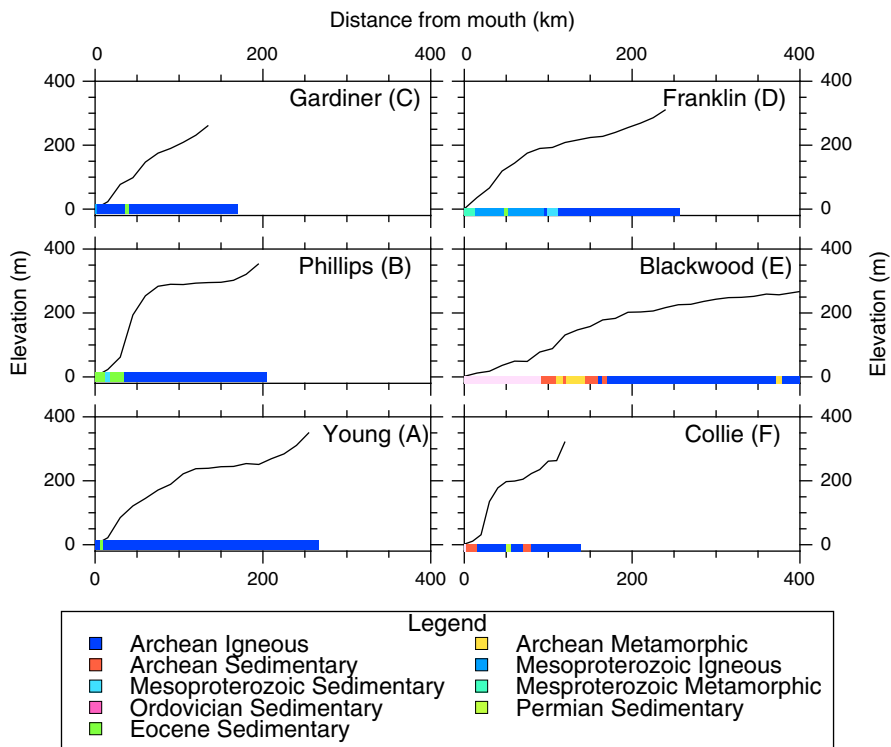 Distance from mouth (km)
0 200 400 0 200 400
400 Gardiner (C) Franklin (D) 400
200 200
0 0
400 Phillips (B) Blackwood (E) 400
Elevation (m) 200 200 Elevation (m)
0 0
400 Young (A) Collie (F) 400
200 200
0 0
0 200 400 0 200 400
Legend
Archean Igneous Archean Metamorphic
Archean Sedimentary Mesoproterozoic Igneous
Mesoproterozoic Sedimentary Mesproterozoic Metamorphic
Ordovician Sedimentary Permian Sedimentary
Eocene Sedimentary